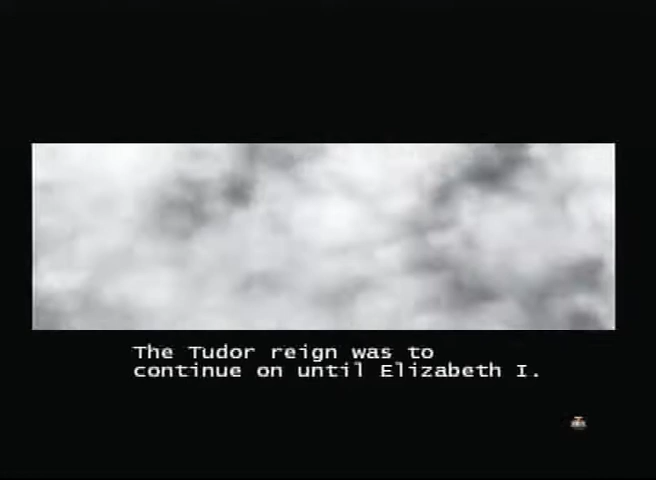 The Tudor reign was to
continue on until Elizabeth I.